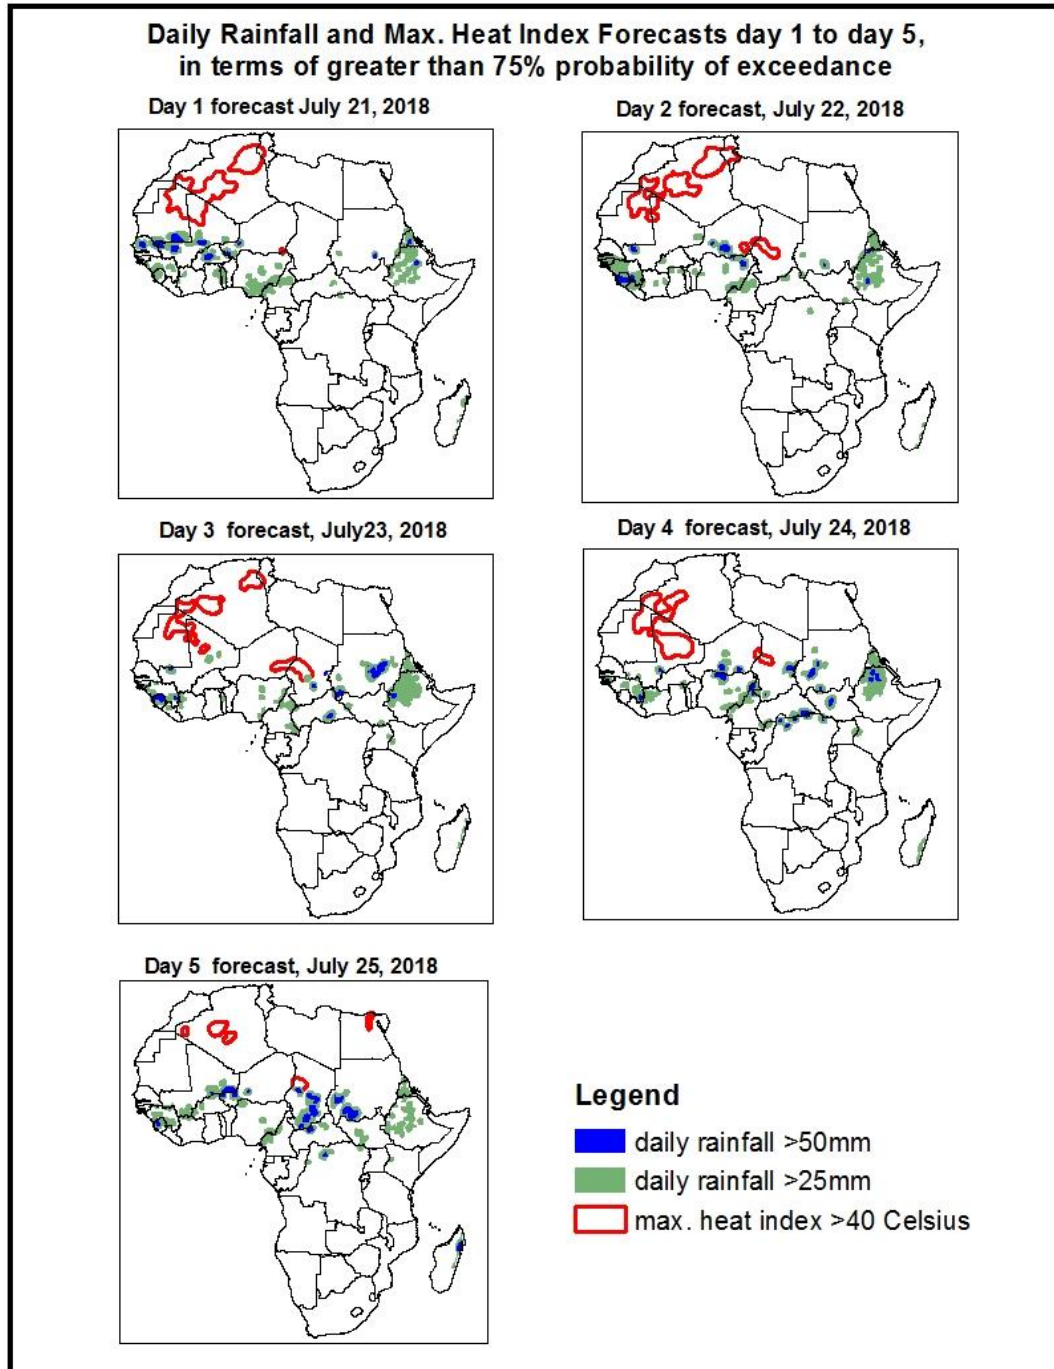 Daily Rainfall and Max. Heat Index Forecasts day 1 to day 5,
in terms of greater than 75% probability of exceedance
Day 1 forecast July 21, 2018
Day 2 forecast, July 22, 2018
Day 3 forecast, July23, 2018
Day 4 forecast, July 24, 2018
Day 5 forecast, July 25, 2018
Legend
daily rainfall >50mm
daily rainfall >25mm
max. heat index >40 Celsius